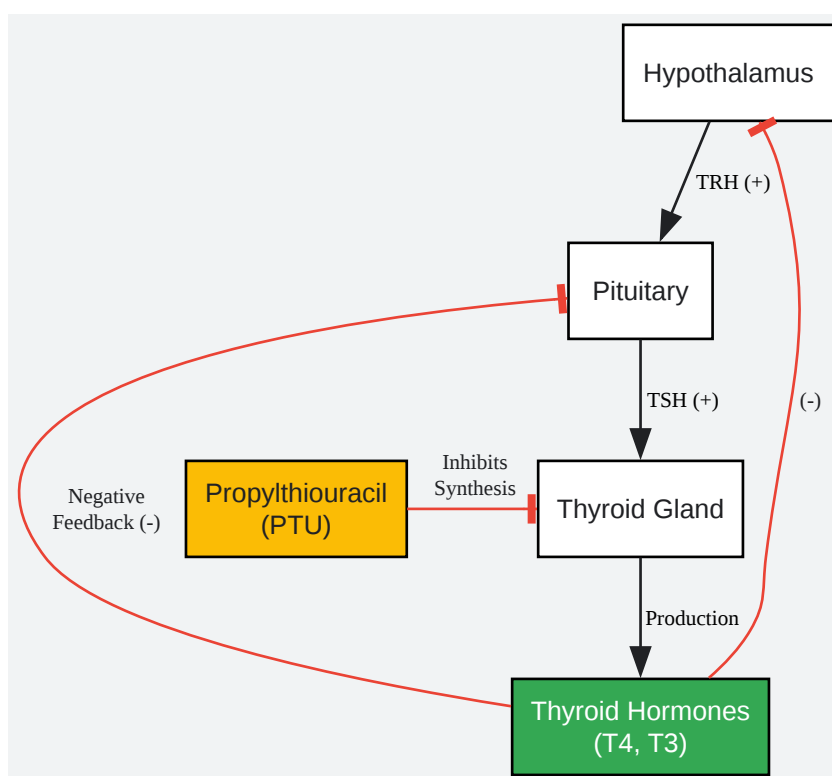 Hypothalamus
TRH (+)
Pituitary
TSH (+)
(-)
Inhibits
Synthesis
Negative
Feedback (-)
Propylthiouracil
(PTU)
Thyroid Gland
Production
Thyroid Hormones
(T4, T3)